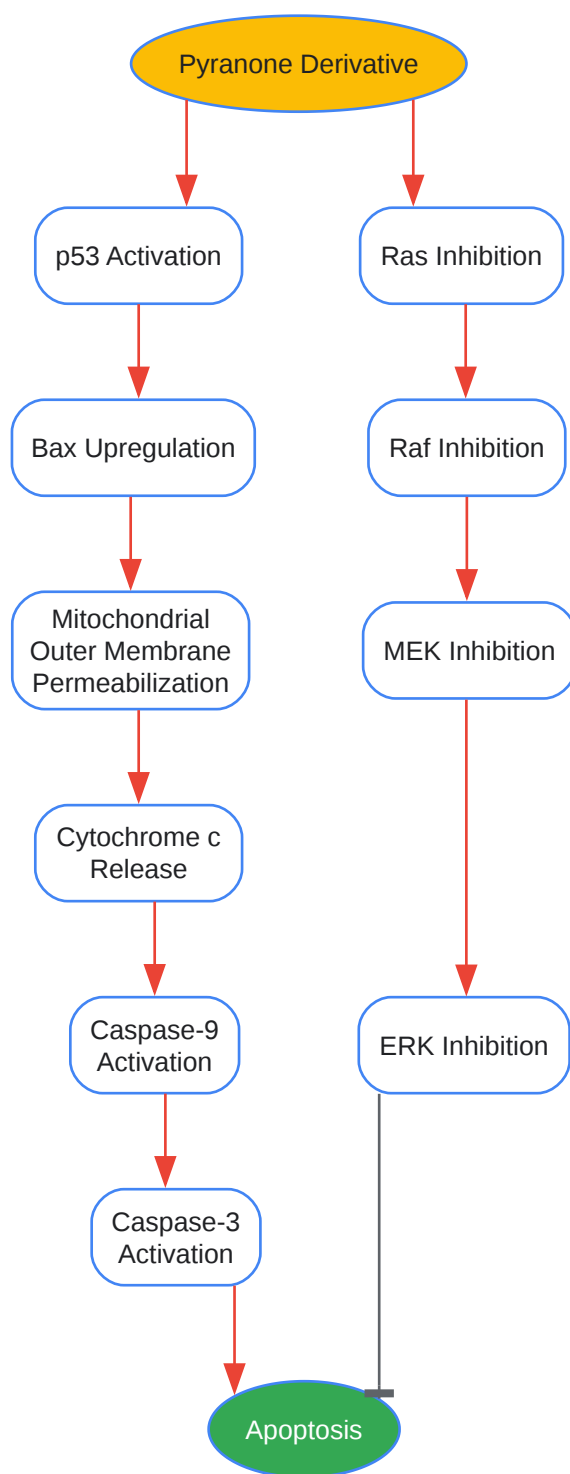 Pyranone Derivative
p53 Activation
Ras Inhibition
Bax Upregulation
Raf Inhibition
Mitochondrial
Outer Membrane
Permeabilization
MEK Inhibition
Cytochrome c
Release
Caspase-9
Activation
ERK Inhibition
Caspase-3
Activation
Apoptosis